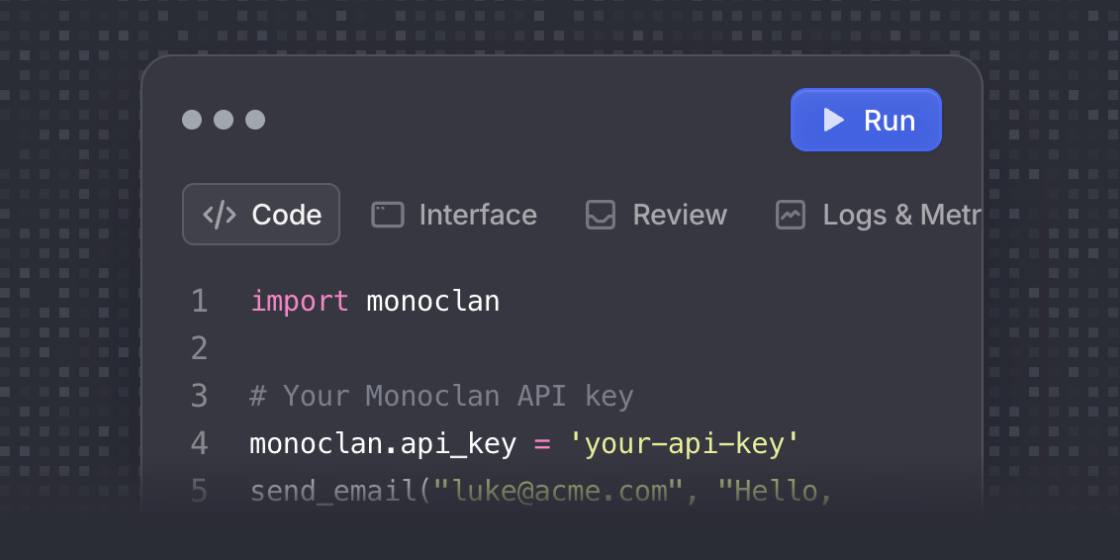 Run
Code Interface Review Logs & Metr
1 import monoclan
2
3 # Your Monoclan API key
4 monoclan.api_key = 'your-api-key'
5 send_email("luke@acme.com", "Hello,